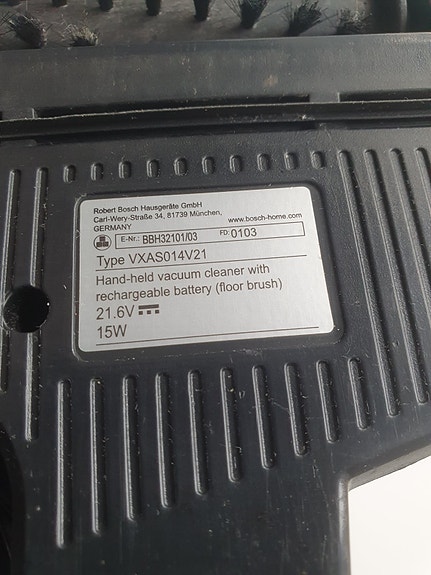 Robert Bosch Hausgeräte GmbH
Carl-Wery-Straße 34, 81739 München,
GERMANY www.bosch-home.com
E-Nr.: BBH32101/03 FD: 0103
Type VXAS014V21
Hand-held vacuum cleaner with
rechargeable battery (floor brush)
21.6V
15W